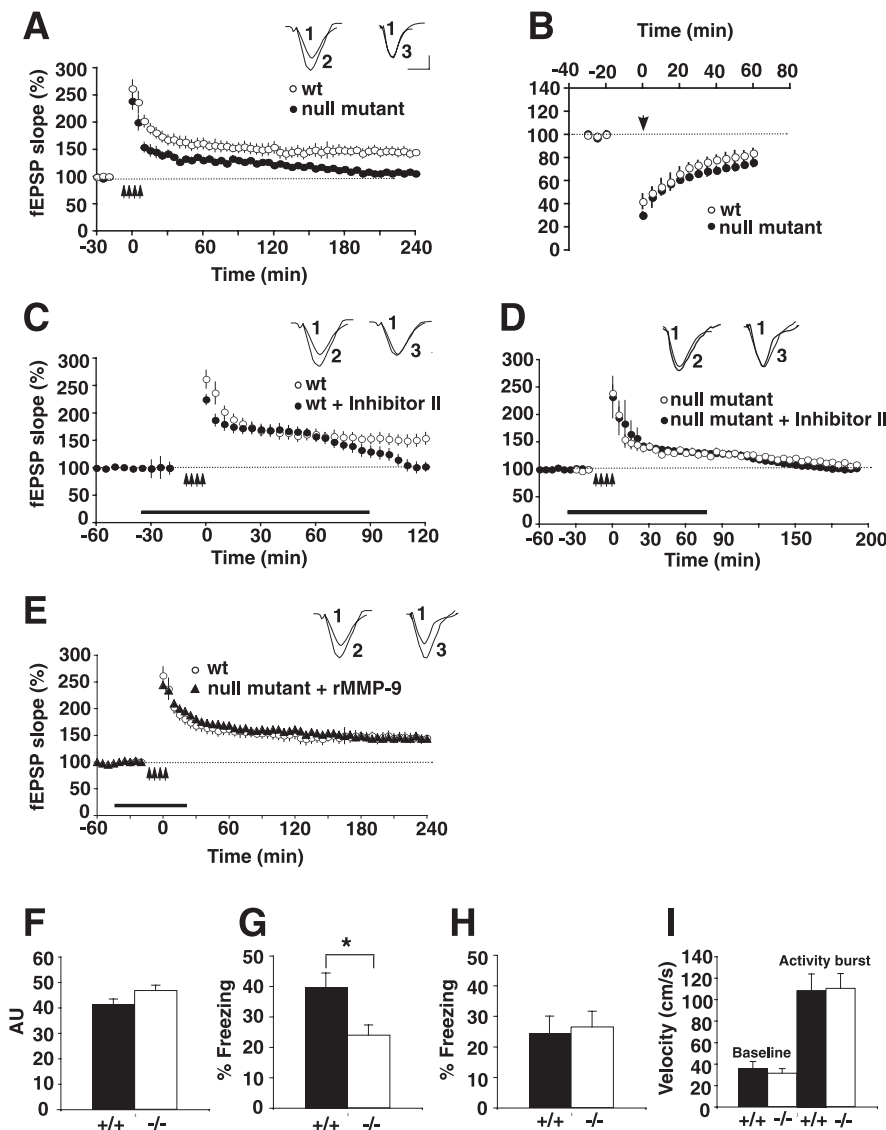 A
1
2
1
3
fEPSP slope (%)
300
250
200
150
100
50
0
wt
null mutant
-30 0 60 120 180 240
Time (min)
B
Time (min)
-40 -20 0 20 40 60 80
140
120
100
80
60
40
20
0
wt
null mutant
C
1
2
1
3
fEPSP slope (%)
300
250
200
150
100
50
0
wt
wt + Inhibitor II
-60 -30 0 30 60 90 120
Time (min)
D
1
2
1
3
300
250
200
150
100
50
0
null mutant
null mutant + Inhibitor II
-60 -30 0 30 60 90 150 200
Time (min)
E
1
2
1
3
fEPSP slope (%)
300
250
200
150
100
50
0
wt
null mutant + rMMP-9
-60 0 60 120 180 240
Time (min)
F
AU
60
50
40
30
20
10
0
+/+ -/-
G
% Freezing
50
40
30
20
10
0
*
+/+ -/-
H
% Freezing
50
40
30
20
10
0
+/+ -/-
I
Velocity (cm/s)
140
120
100
80
60
40
20
0
Activity burst
Baseline
+/+ -/- +/+ -/-